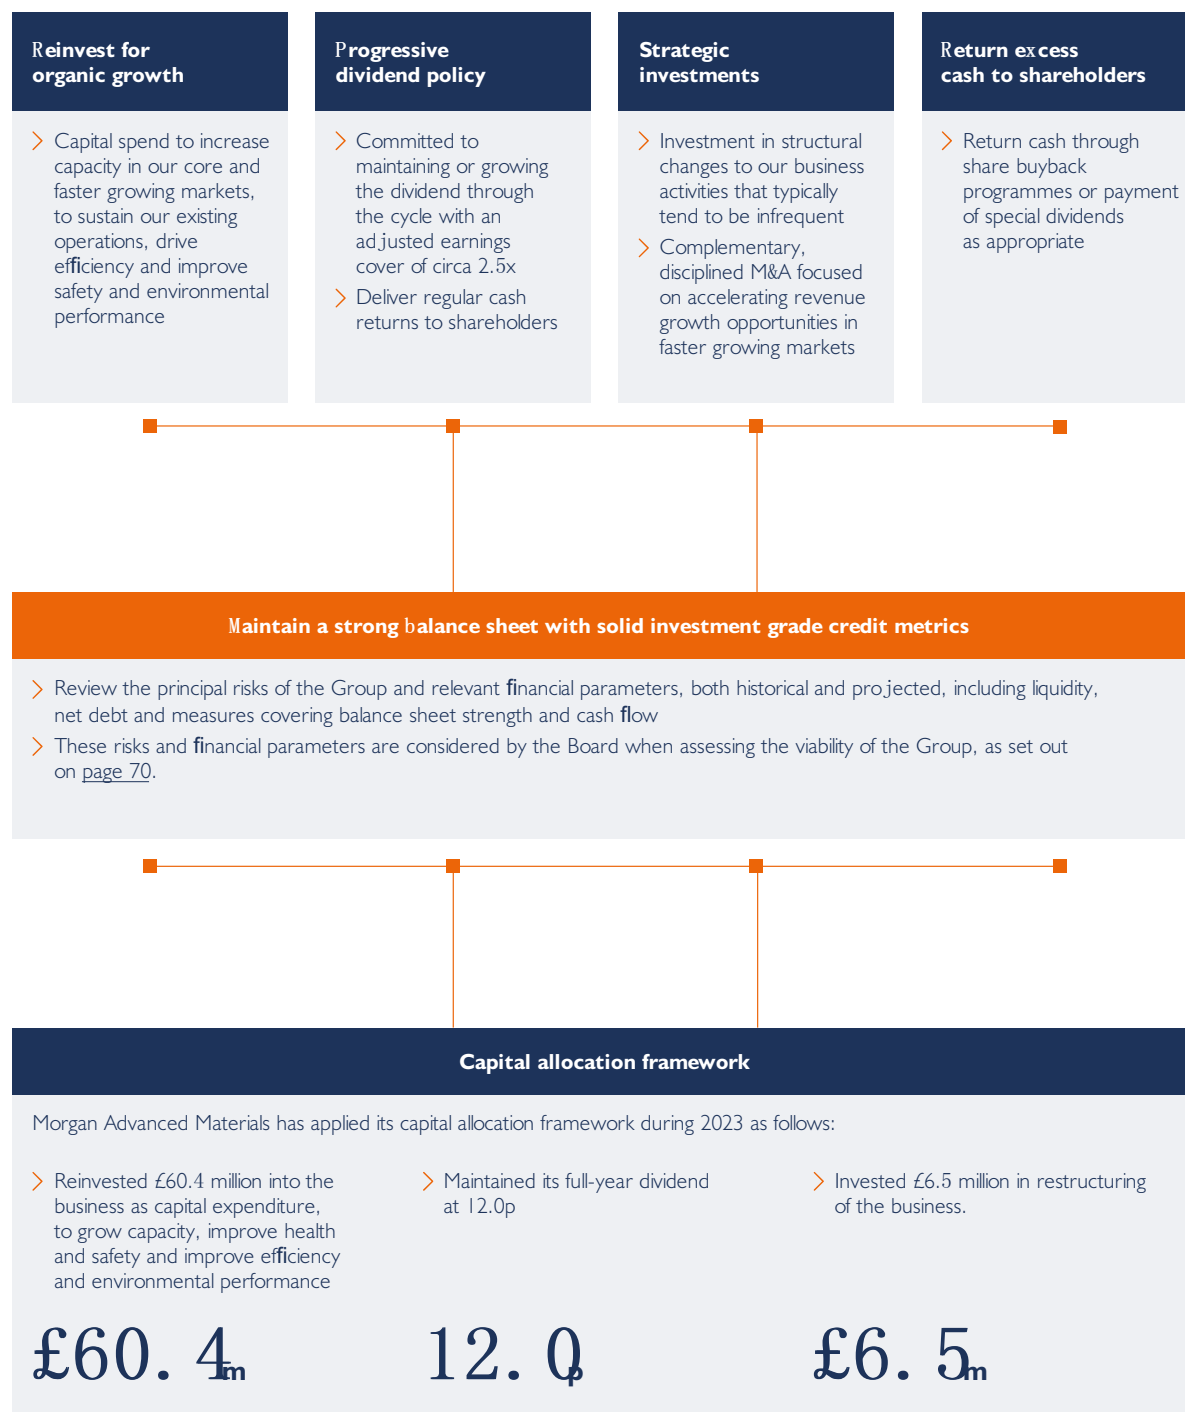 Reinvest for
organic growth
Capital spend to increase
capacity in our core and
faster growing markets,
to sustain our existing
operations, drive
efficiency and improve
safety and environmental
performance
Progressive
dividend policy
Committed to
maintaining or growing
the dividend through
the cycle with an
adjusted earnings
cover of circa 2.5x
Deliver regular cash
returns to shareholders
Strategic
investments
Investment in structural
changes to our business
activities that typically
tend to be infrequent
Complementary,
disciplined M&A focused
on accelerating revenue
growth opportunities in
faster growing markets
Return excess
cash to shareholders
Return cash through
share buyback
programmes or payment
of special dividends
as appropriate
Maintain a strong balance sheet with solid investment grade credit metrics
Review the principal risks of the Group and relevant financial parameters, both historical and projected, including liquidity,
net debt and measures covering balance sheet strength and cash flow
These risks and financial parameters are considered by the Board when assessing the viability of the Group, as set out
on page 70.
Capital allocation framework
Morgan Advanced Materials has applied its capital allocation framework during 2023 as follows:
Reinvested £60.4 million into the
business as capital expenditure,
to grow capacity, improve health
and safety and improve efficiency
and environmental performance
£60.4m
Maintained its full-year dividend
at 12.0p
12.0p
Invested £6.5 million in restructuring
of the business.
£6.5m